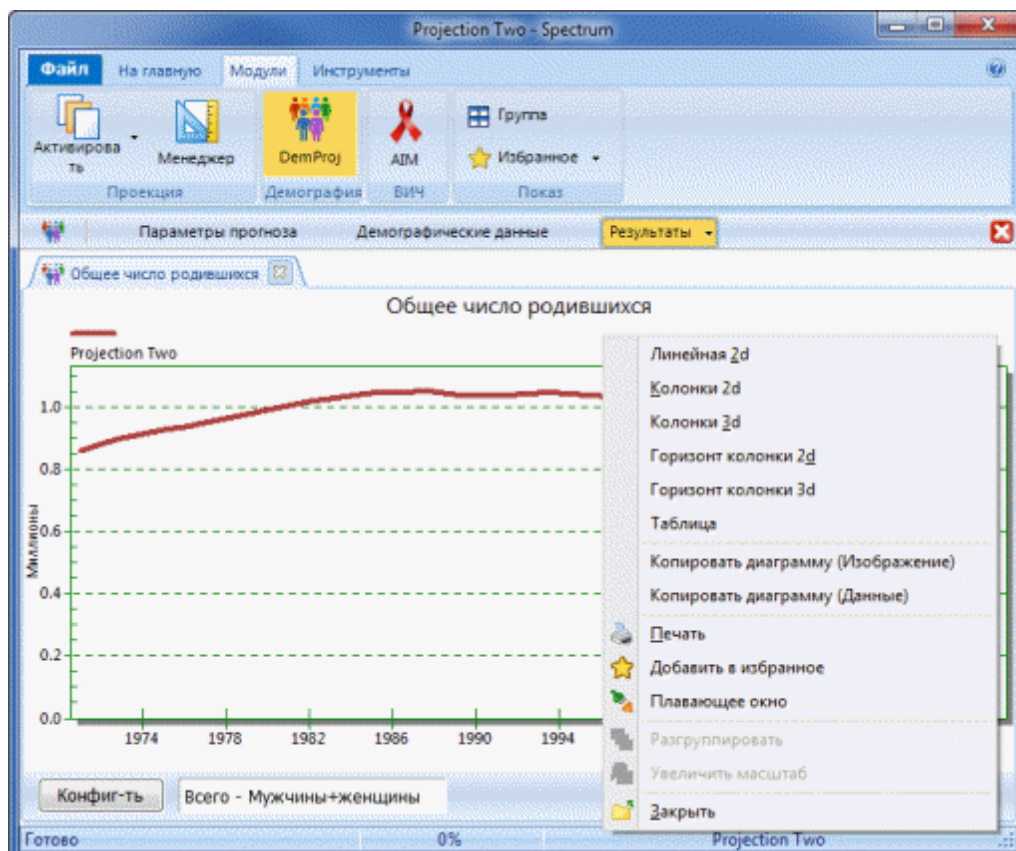 Projection Two - Spectrum
Файл На главную Модули Инструменты
Активирова
ть
Менеджер
DemProj
AIM
Группа
Избранное
Проекция Демография ВИЧ Показ
Параметры прогноза Демографические данные Результаты
Общее число родившихся
Общее число родившихся
Projection Two
Миллионы
1.0
0.8
0.6
0.4
0.2
0.0
1974 1978 1982 1986 1990 1994
Линейная 2d
Колонки 2d
Колонки 3d
Горизонт колонки 2d
Горизонт колонки 3d
Таблица
Копировать диаграмму (Изображение)
Копировать диаграмму (Данные)
Печать
Добавить в избранное
Плавающее окно
Разгруппировать
Увеличить масштаб
Закрыть
Конфиг-ть Всего - Мужчины+женщины
Готово 0% Projection Two